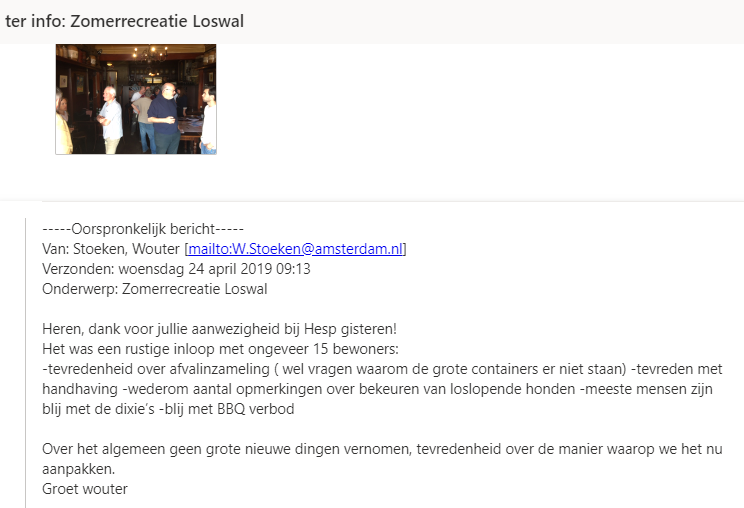 ter info: Zomerrecreatie Loswal
-----Oorspronkelijk bericht-----
Van: Stoeken, Wouter [mailto:W.Stoeken@amsterdam.nl]
Verzonden: woensdag 24 april 2019 09:13
Onderwerp: Zomerrecreatie Loswal
Heren, dank voor jullie aanwezigheid bij Hesp gisteren!
Het was een rustige inloop met ongeveer 15 bewoners:
-tevredenheid over afvalinzameling ( wel vragen waarom de grote containers er niet staan) -tevreden met
handhaving -wederom aantal opmerkingen over bekeuren van loslopende honden -meeste mensen zijn
blij met de dixie´s -blij met BBQ verbod
Over het algemeen geen grote nieuwe dingen vernomen, tevredenheid over de manier waarop we het nu
aanpakken.
Groet wouter